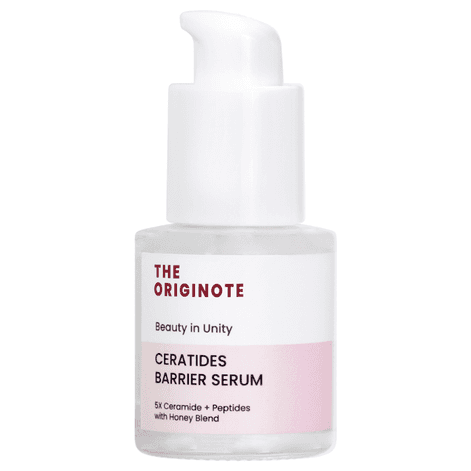 THE
ORIGINOTE
Beauty in Unity
CERATIDES
BARRIER SERUM
5X Ceramide + Peptides
with Honey Blend